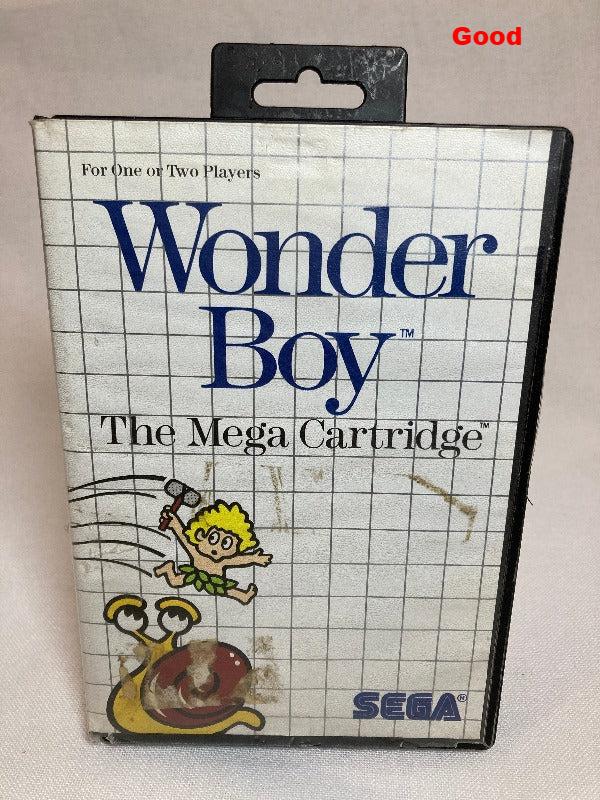 Good
For One or Two Players
Wonder
Boy™
The Mega Cartridge™
SEGA®